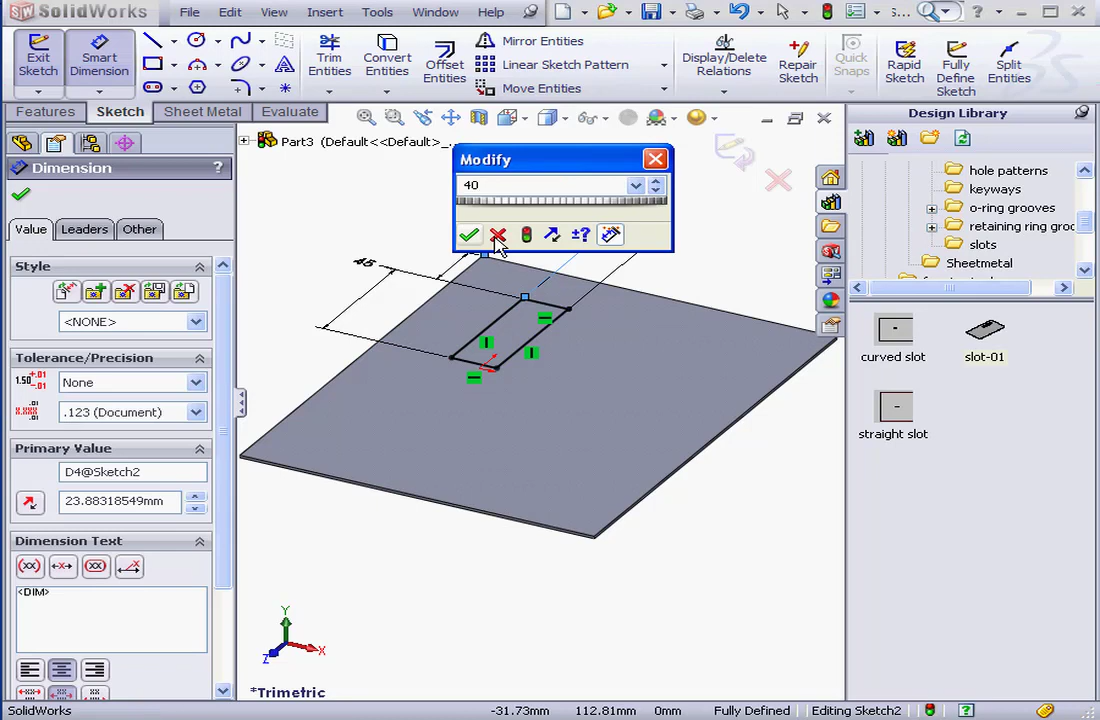 SolidWorks File Edit View Insert Tools Window Help S...
Exit Sketch
Smart Dimension
Trim Entities
Convert Entities
Offset Entities
Mirror Entities
Linear Sketch Pattern
Move Entities
Display/Delete Relations
Repair Sketch
Quick Snaps
Rapid Sketch
Fully Define Sketch
Split Entities
Features Sketch Sheet Metal Evaluate
Design Library
Part3 (Default<<Default>_...
Dimension ?
Value Leaders Other
Style
<NONE>
Tolerance/Precision
None
.123 (Document)
Primary Value
D4@Sketch2
23.88318549mm
Dimension Text
<DIM>
Modify
40
45
hole patterns
keyways
o-ring grooves
retaining ring groo
slots
Sheetmetal
curved slot
slot-01
straight slot
Y
X
Z
*Trimetric
SolidWorks -31.73mm 112.81mm 0mm Fully Defined Editing Sketch2